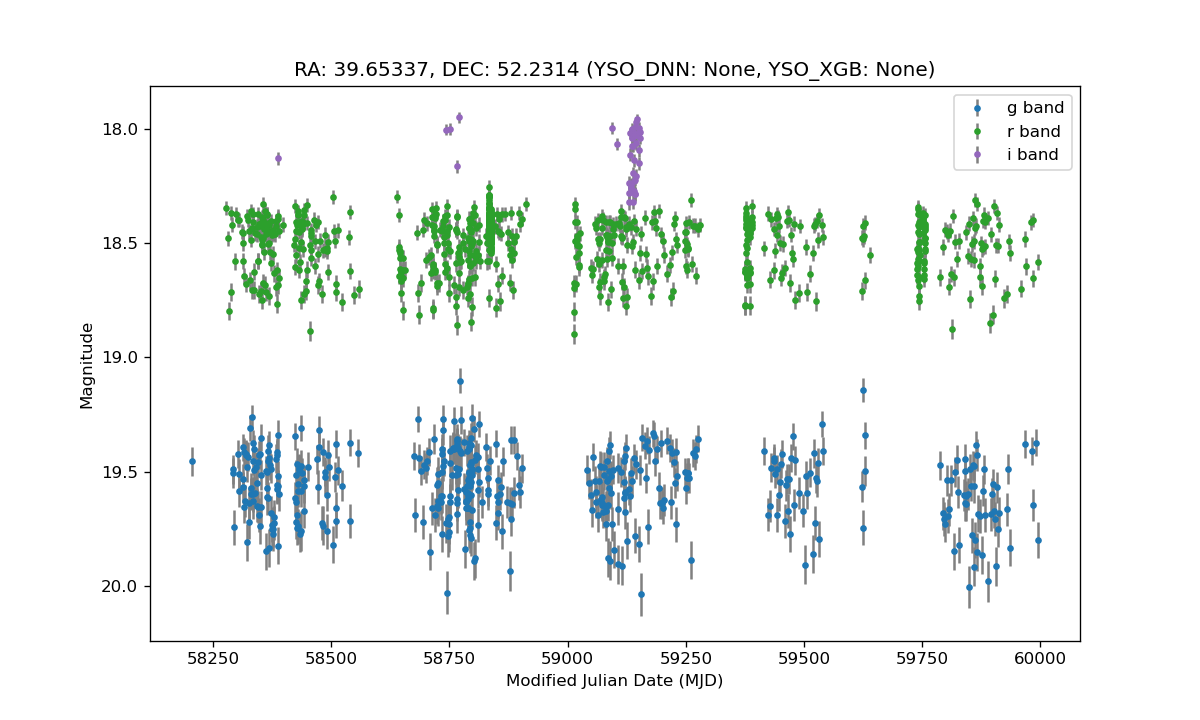 RA: 39.65337, DEC: 52.2314 (YSO_DNN: None, YSO_XGB: None)
g band
r band
i band
18.0
18.5
19.0
19.5
20.0
Magnitude
58250 58500 58750 59000 59250 59500 59750 60000
Modified Julian Date (MJD)